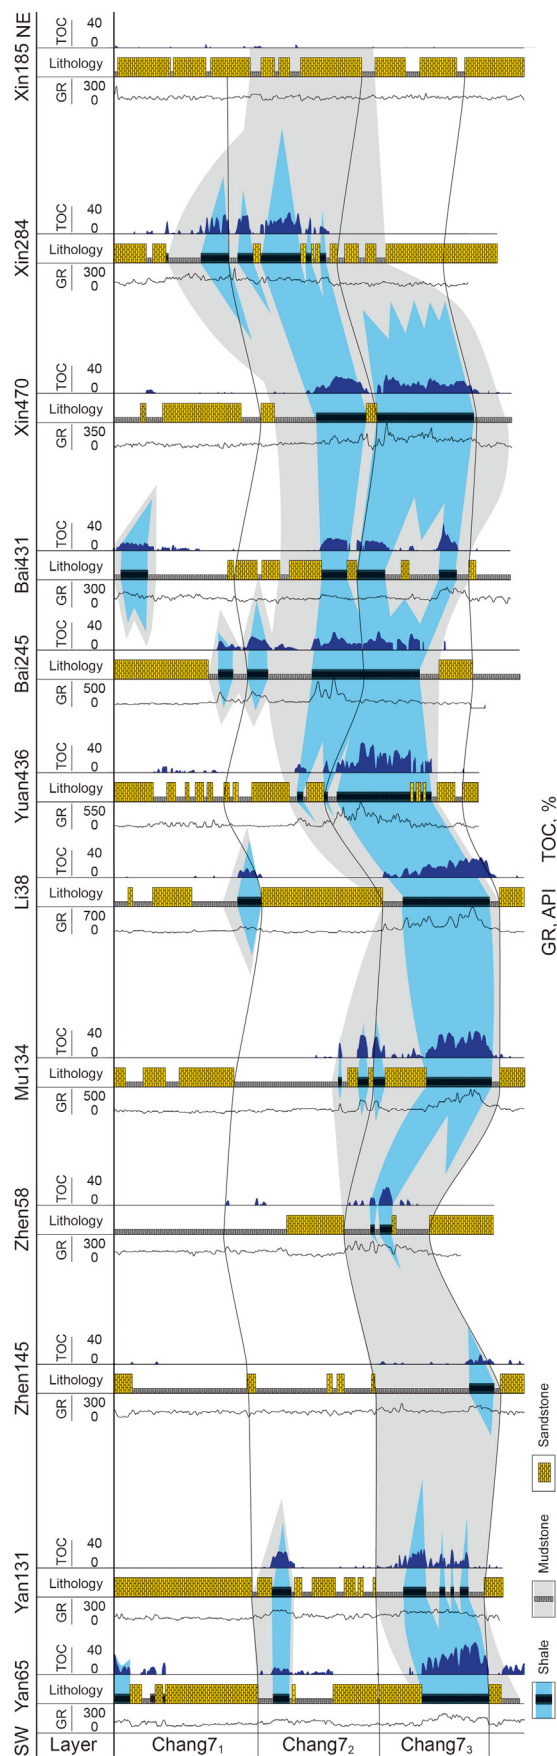 SW Yan65 Yan131 Zhen145 Zhen58 Mu134 Li38 Yuan436 Bai245 Bai431 Xin470 Xin284 Xin185 NE
Layer
GR 300 0 Lithology TOC 40 0
GR 300 0 Lithology TOC 40 0
GR 300 0 Lithology TOC 40 0
GR 300 0 Lithology TOC 40 0
GR 500 0 Lithology TOC 40 0
GR 700 0 Lithology TOC 40 0
GR 550 0 Lithology TOC 40 0
GR 500 0 Lithology TOC 40 0
GR 300 0 Lithology TOC 40 0
GR 350 0 Lithology TOC 40 0
GR 300 0 Lithology TOC 40 0
GR 300 0 Lithology TOC 40 0
Chang7₁
Chang7₂
Chang7₃
Shale Mudstone Sandstone
GR, API TOC, %